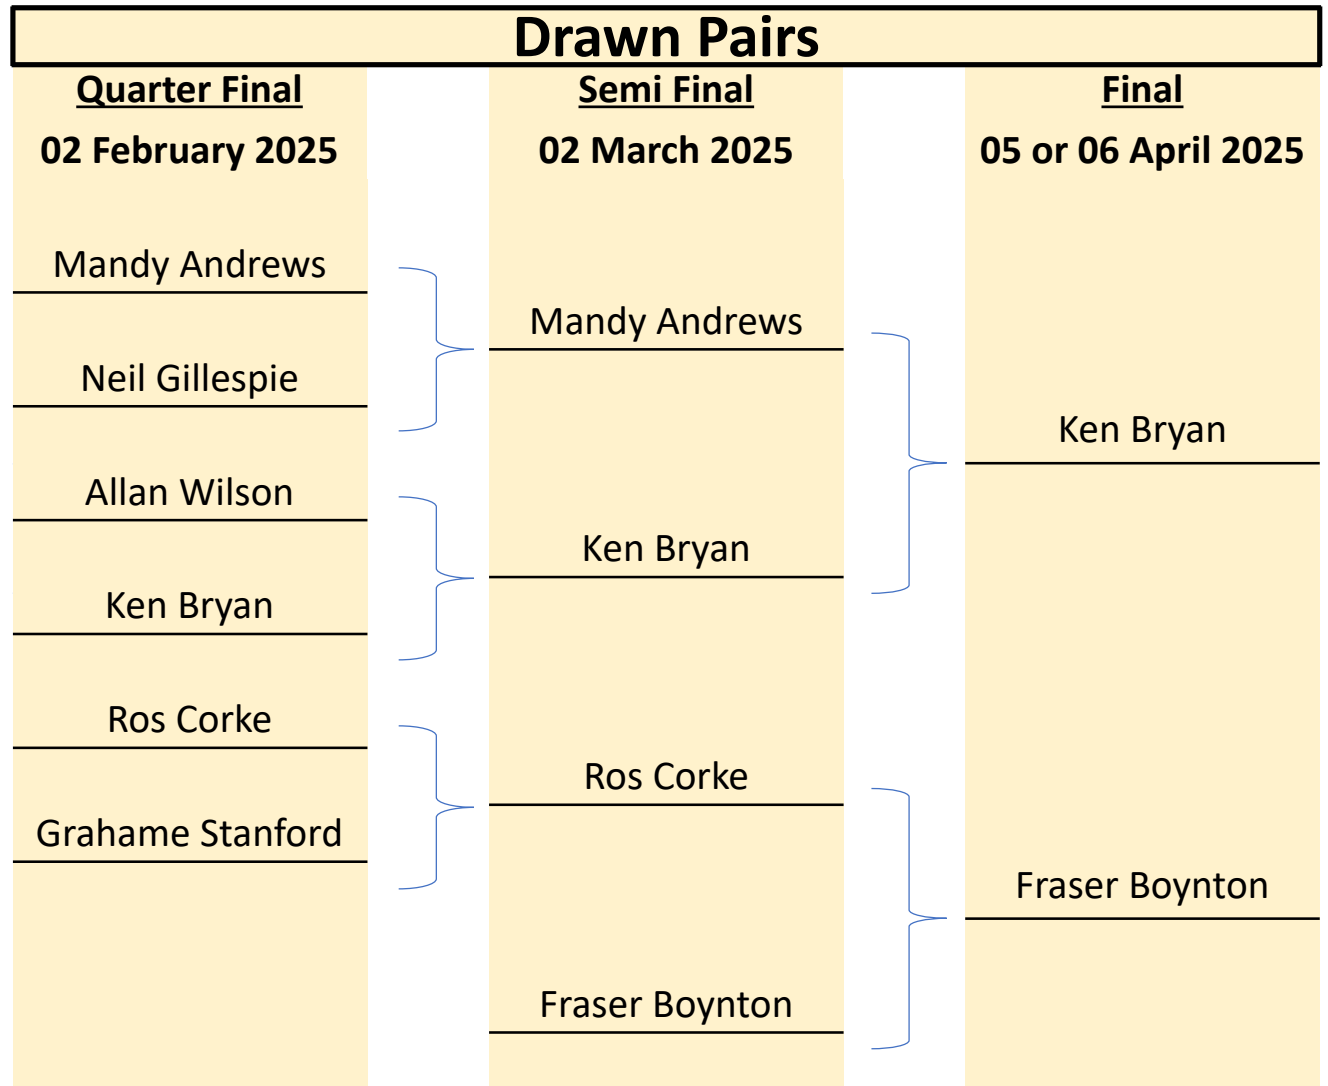 Drawn Pairs
Quarter Final
02 February 2025
Mandy Andrews
Neil Gillespie
Allan Wilson
Ken Bryan
Ros Corke
Grahame Stanford
Semi Final
02 March 2025
Mandy Andrews
Ken Bryan
Ros Corke
Fraser Boynton
Final
05 or 06 April 2025
Ken Bryan
Fraser Boynton